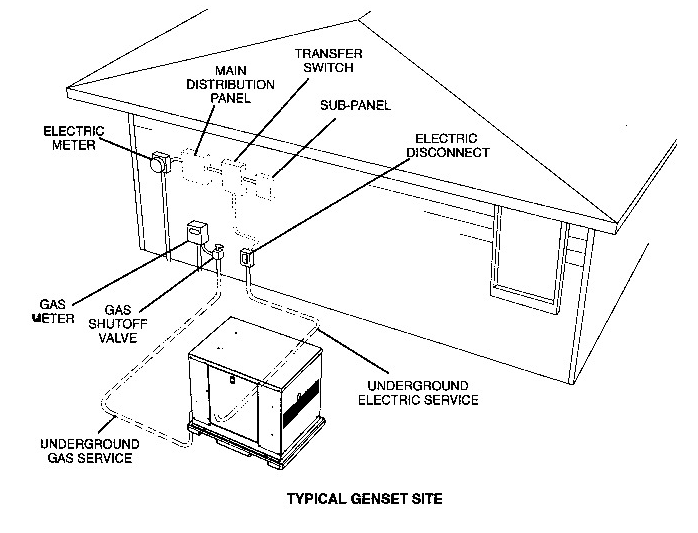 TRANSFER
SWITCH
MAIN
DISTRIBUTION
PANEL
SUB-PANEL
ELECTRIC
METER
ELECTRIC
DISCONNECT
GAS
METER
GAS
SHUTOFF
VALVE
UNDERGROUND
ELECTRIC SERVICE
UNDERGROUND
GAS SERVICE
TYPICAL GENSET SITE